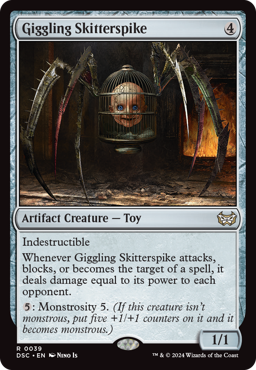 Giggling Skitterspike 4
Artifact Creature — Toy
Indestructible
Whenever Giggling Skitterspike attacks,
blocks, or becomes the target of a spell, it
deals damage equal to its power to each
opponent.
5: Monstrosity 5. (If this creature isn't
monstrous, put five +1/+1 counters on it and it
becomes monstrous.)
1/1
R 0039
DSC • EN Nino Is
™ & © 2024 Wizards of the Coast